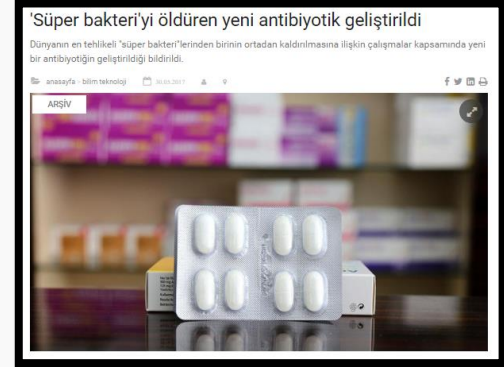 'Süper bakteri'yi öldüren yeni antibiyotik geliştirildi
Dünyanın en tehlikeli "süper bakteri"lerinden birinin ortadan kaldırılmasına ilişkin çalışmalar kapsamında yeni
bir antibiyotiğin geliştirildiği bildirildi.
anasayfa - bilim teknoloji
ARŞİV